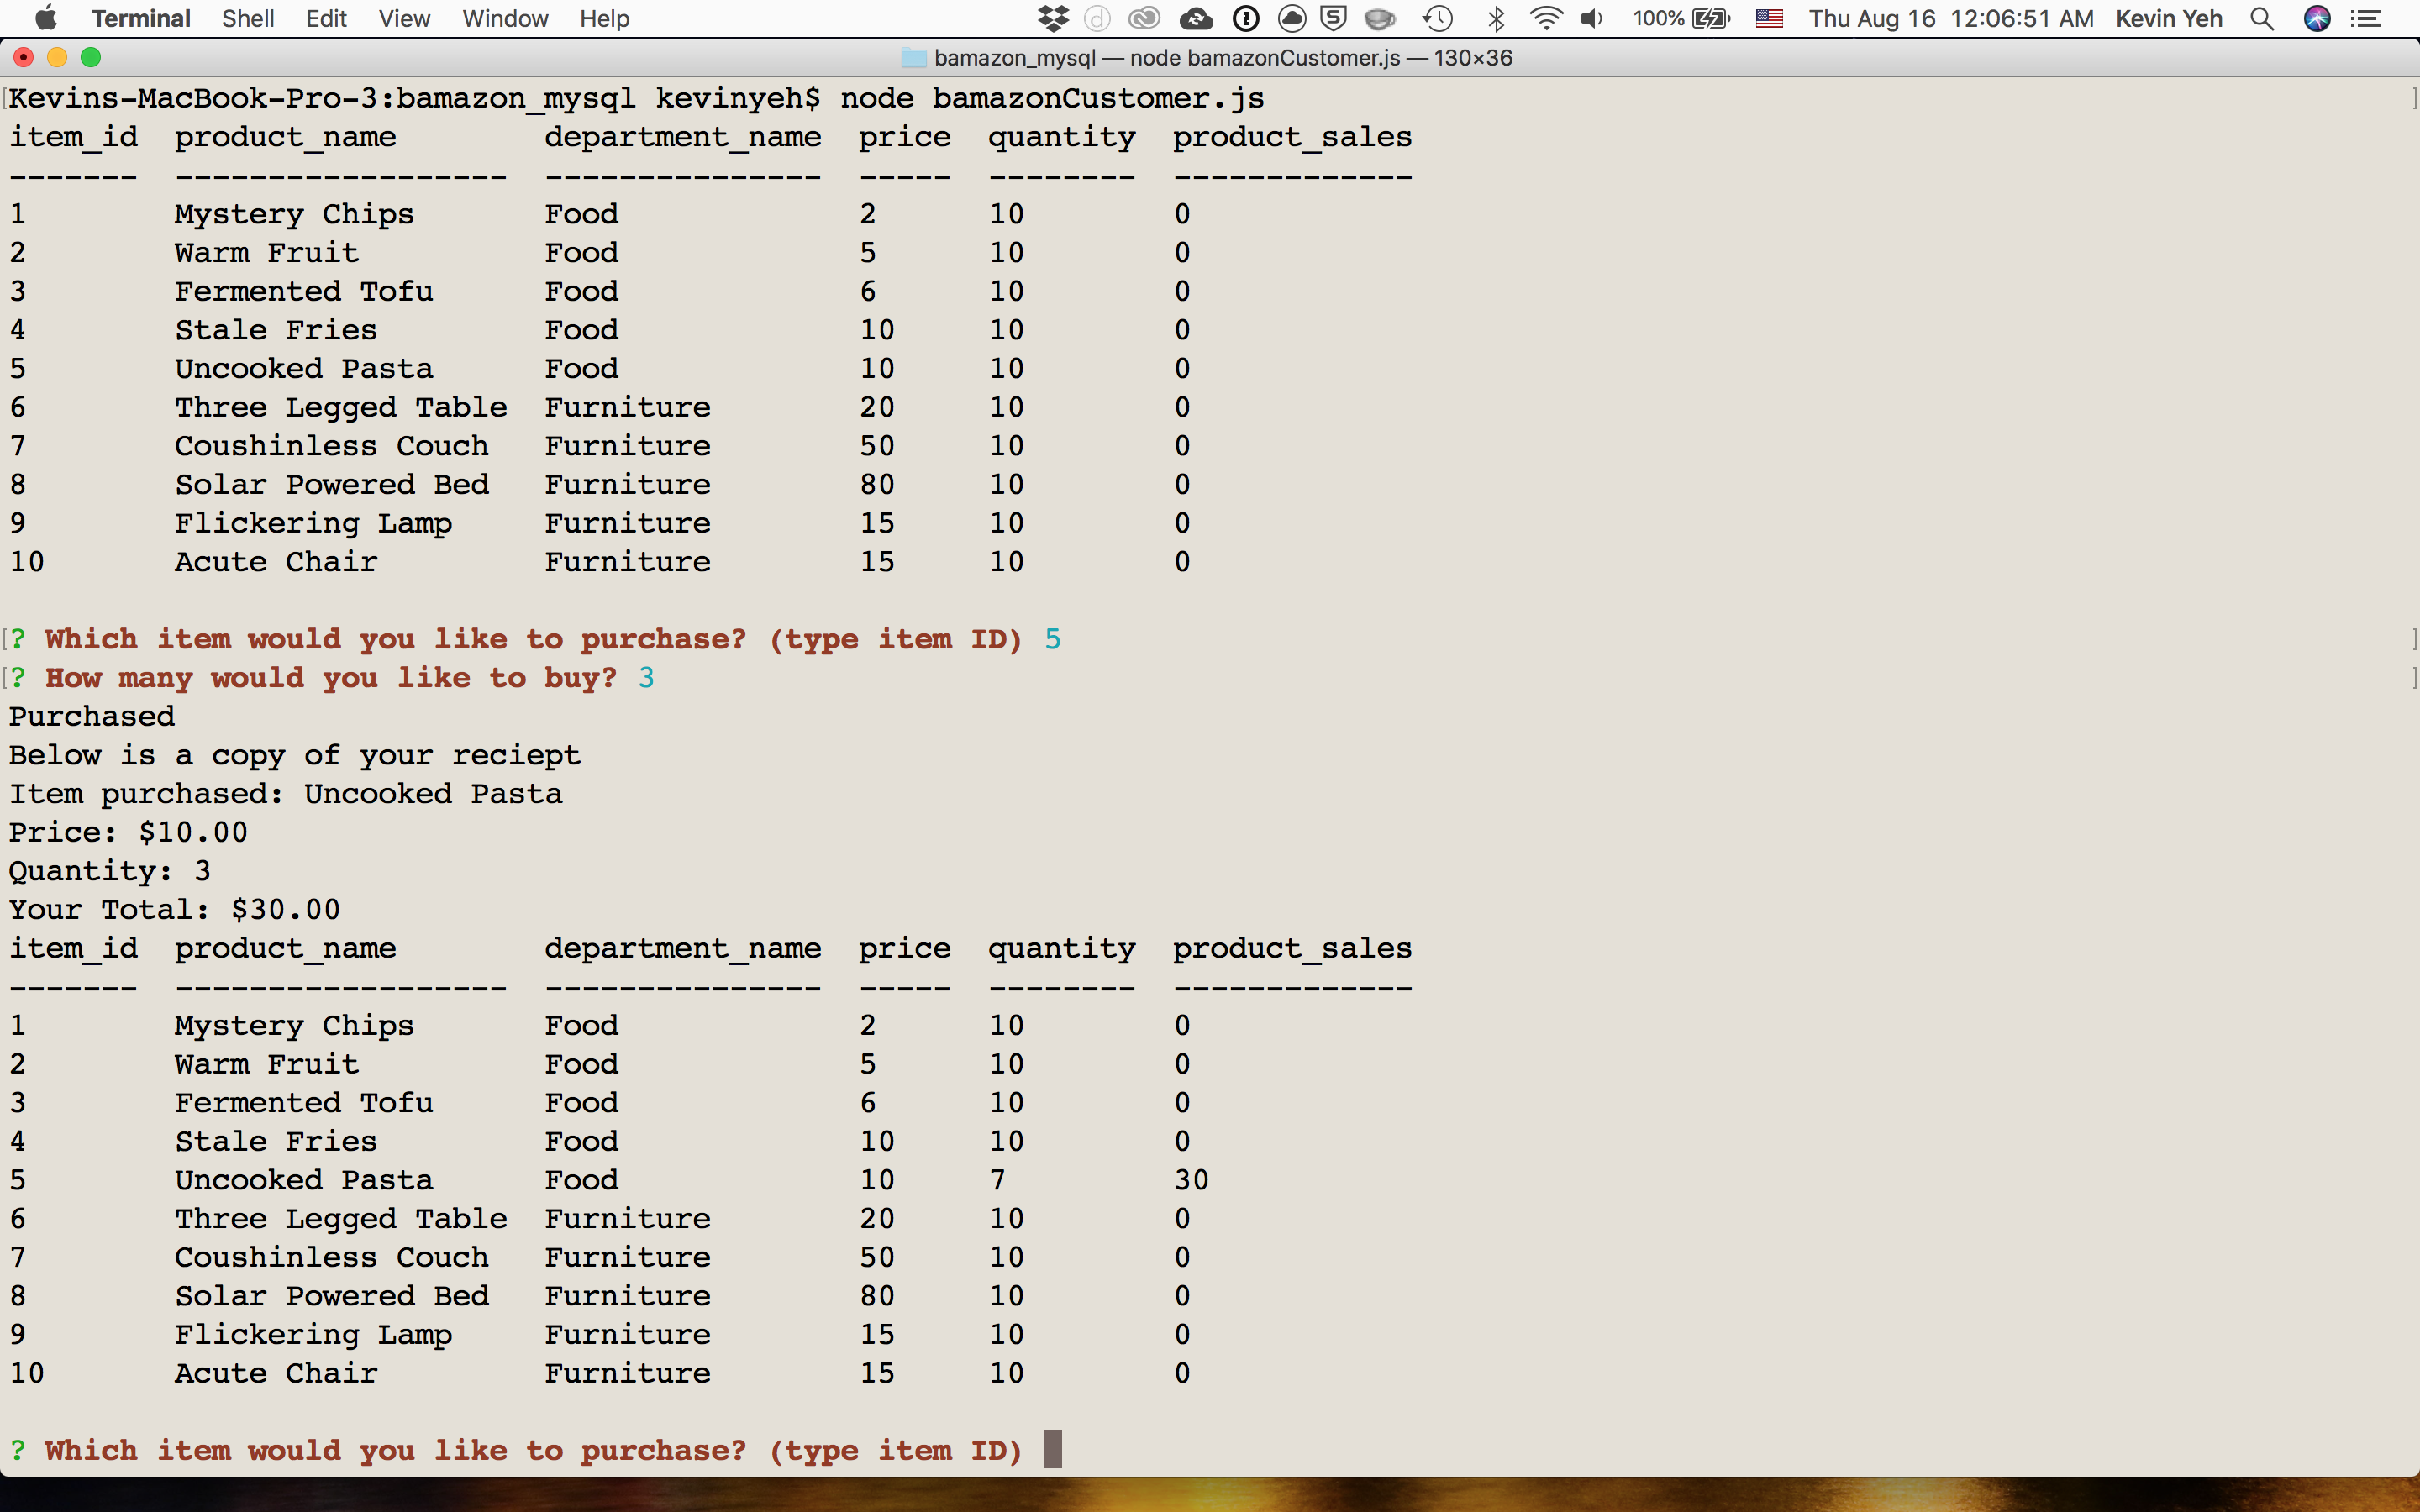 Terminal Shell Edit View Window Help 100% Thu Aug 16 12:06:51 AM Kevin Yeh
bamazon_mysql — node bamazonCustomer.js — 130×36
Kevins-MacBook-Pro-3:bamazon_mysql kevinyeh$ node bamazonCustomer.js
item_id  product_name        department_name  price  quantity  product_sales
-------  ------------------  ---------------  -----  --------  -------------
1        Mystery Chips       Food             2      10        0
2        Warm Fruit          Food             5      10        0
3        Fermented Tofu      Food             6      10        0
4        Stale Fries         Food             10     10        0
5        Uncooked Pasta      Food             10     10        0
6        Three Legged Table  Furniture        20     10        0
7        Coushinless Couch   Furniture        50     10        0
8        Solar Powered Bed   Furniture        80     10        0
9        Flickering Lamp     Furniture        15     10        0
10       Acute Chair         Furniture        15     10        0
? Which item would you like to purchase? (type item ID) 5
? How many would you like to buy? 3
Purchased
Below is a copy of your reciept
Item purchased: Uncooked Pasta
Price: $10.00
Quantity: 3
Your Total: $30.00
item_id  product_name        department_name  price  quantity  product_sales
-------  ------------------  ---------------  -----  --------  -------------
1        Mystery Chips       Food             2      10        0
2        Warm Fruit          Food             5      10        0
3        Fermented Tofu      Food             6      10        0
4        Stale Fries         Food             10     10        0
5        Uncooked Pasta      Food             10     7         30
6        Three Legged Table  Furniture        20     10        0
7        Coushinless Couch   Furniture        50     10        0
8        Solar Powered Bed   Furniture        80     10        0
9        Flickering Lamp     Furniture        15     10        0
10       Acute Chair         Furniture        15     10        0
? Which item would you like to purchase? (type item ID)